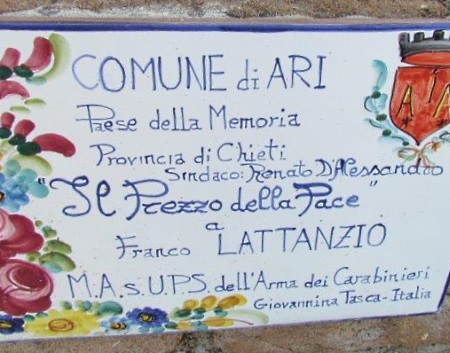 COMUNE di ARI
Paese della Memoria
Provincia di Chieti
Sindaco: Renato D'Alessandro
"Il Prezzo della Pace"
a
Franco LATTANZIO
M.A.s.U.P.S. dell'Arma dei Carabinieri
Giovannina Tasca-Italia
A A